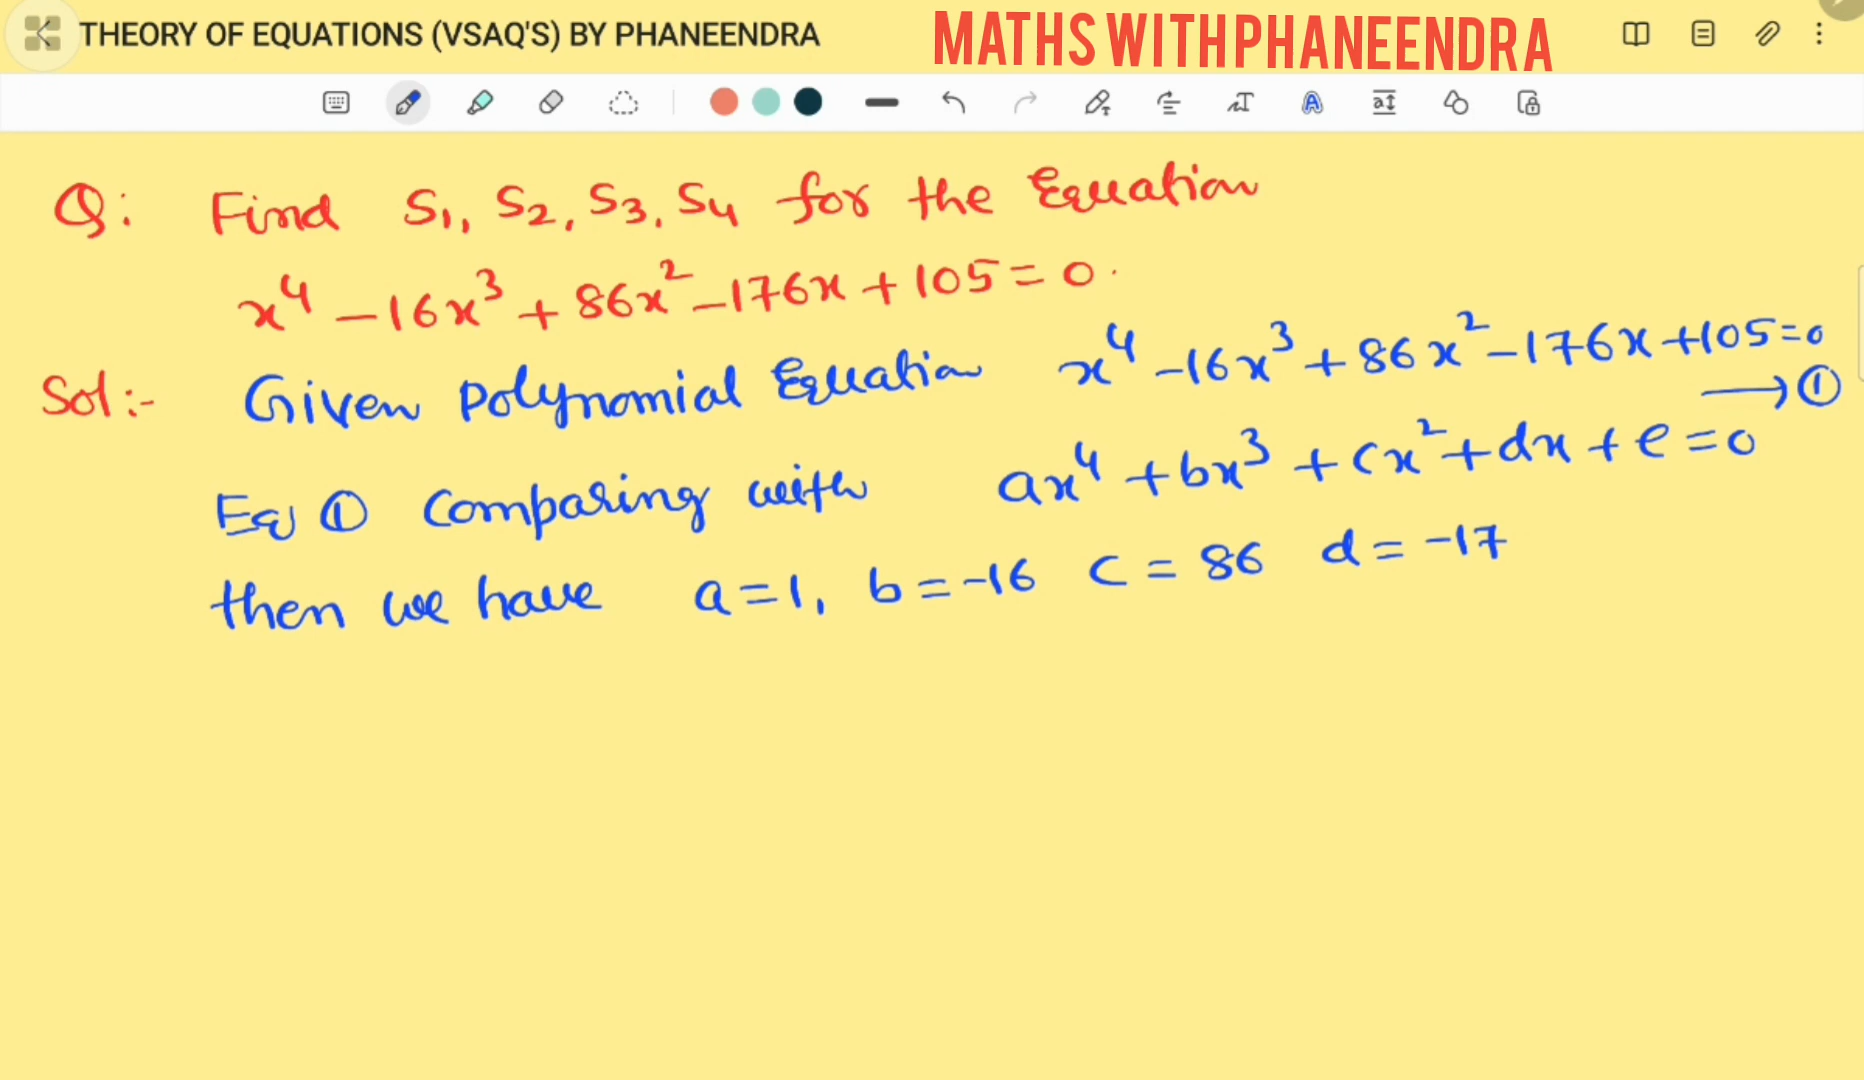 THEORY OF EQUATIONS (VSAQ'S) BY PHANEENDRA
MATHS WITH PHANEENDRA
Q: Find S1, S2, S3, S4 for the Equation
x⁴ - 16x³ + 86x² - 176x + 105 = 0.
Sol:- Given Polynomial Equation x⁴ - 16x³ + 86x² - 176x + 105 = 0
→ ①
Eq ① Comparing with ax⁴ + bx³ + cx² + dx + e = 0
then we have a = 1, b = -16 c = 86 d = -17